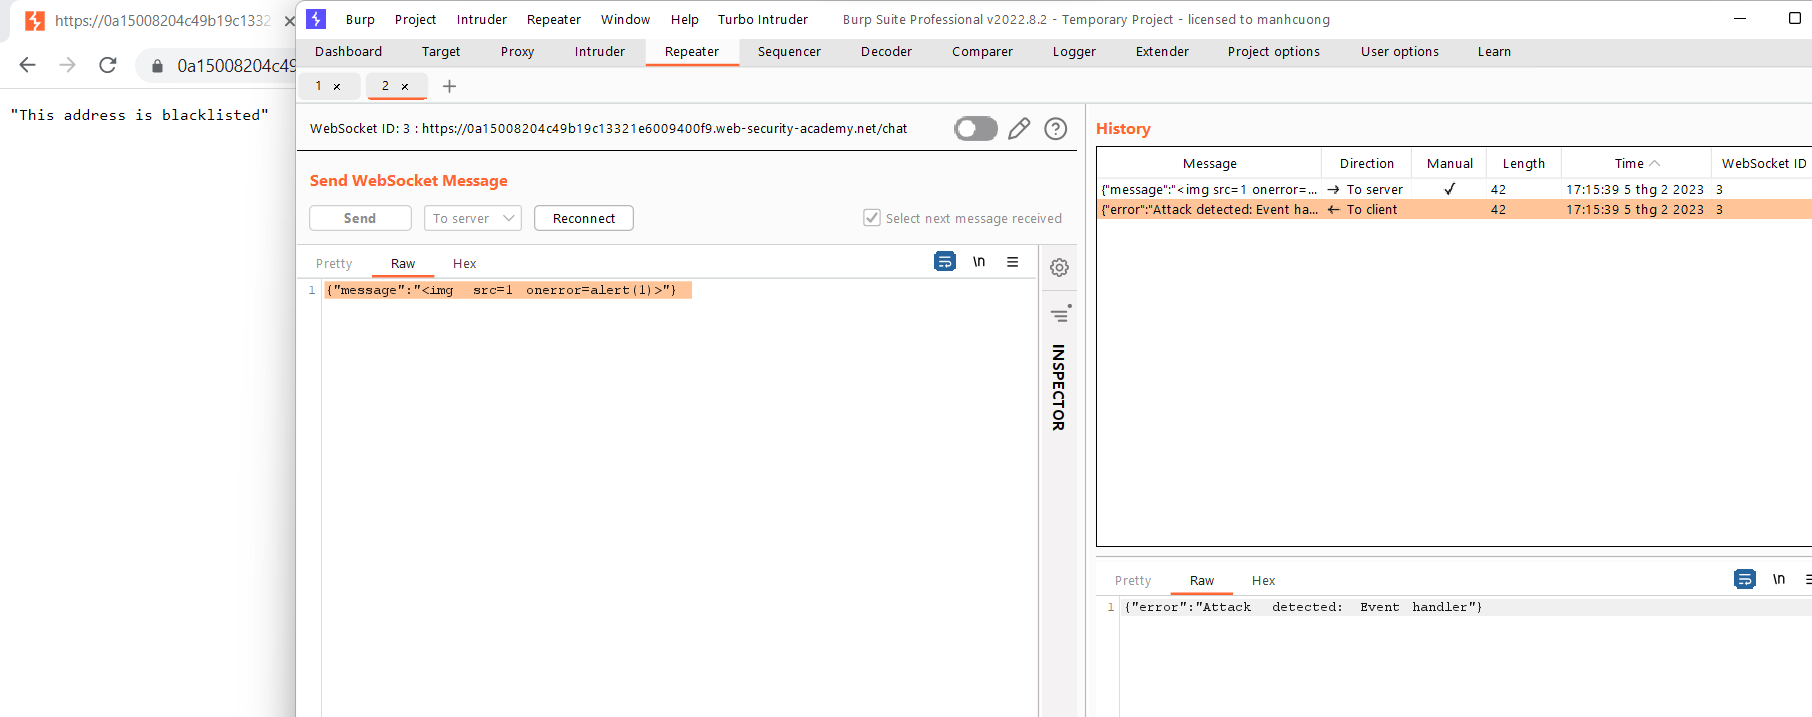 https://0a15008204c49b19c1332
Burp Project Intruder Repeater Window Help Turbo Intruder Burp Suite Professional v2022.8.2 - Temporary Project - licensed to manhcuong
Dashboard Target Proxy Intruder Repeater Sequencer Decoder Comparer Logger Extender Project options User options Learn
0a15008204c49
1 × 2 × +
"This address is blacklisted"
WebSocket ID: 3 : https://0a15008204c49b19c13321e6009400f9.web-security-academy.net/chat
History
Message Direction Manual Length Time WebSocket ID
Send WebSocket Message
{"message":"<img src=1 onerror=... → To server ✓ 42 17:15:39 5 thg 2 2023 3
{"error":"Attack detected: Event ha... ← To client 42 17:15:39 5 thg 2 2023 3
Send To server Reconnect Select next message received
Pretty Raw Hex \n
1 {"message":"<img src=1 onerror=alert(1)>"}
INSPECTOR
Pretty Raw Hex \n
1 {"error":"Attack detected: Event handler"}